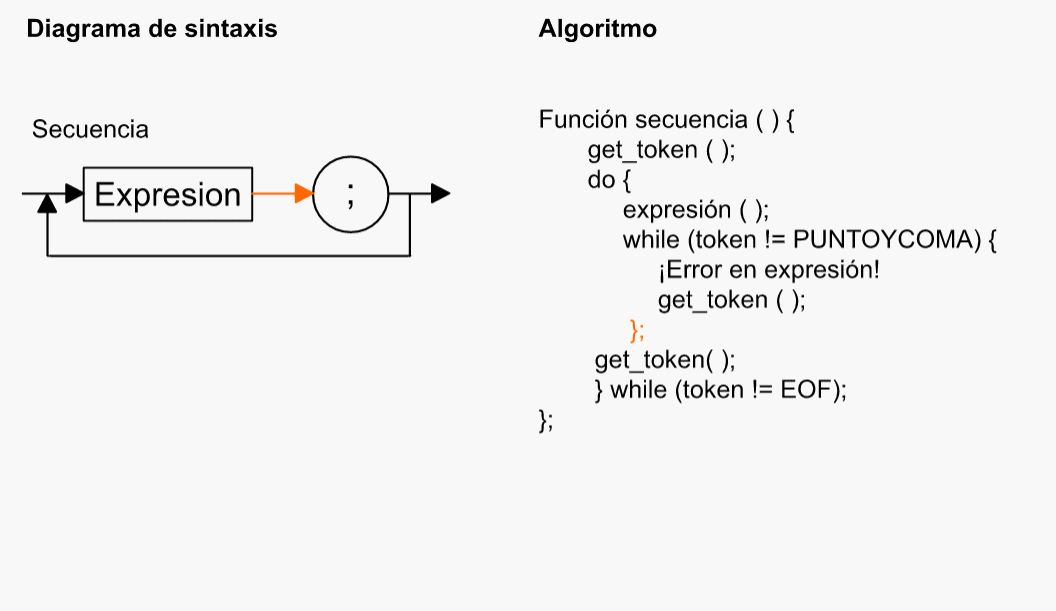 Diagrama de sintaxis
Secuencia
Expresion
;
Algoritmo
Función secuencia ( ) {
get_token ( );
do {
expresión ( );
while (token != PUNTOYCOMA) {
¡Error en expresión!
get_token ( );
};
get_token( );
} while (token != EOF);
};